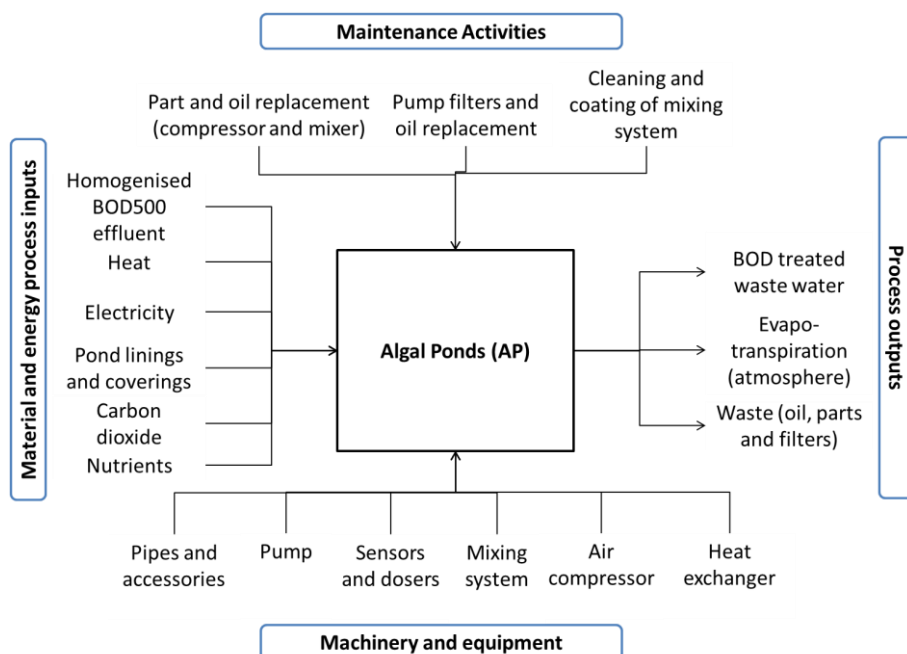 Maintenance Activities
Part and oil replacement
(compressor and mixer)
Pump filters and
oil replacement
Cleaning and
coating of mixing
system
Material and energy process inputs
Homogenised
BOD500
effluent
Heat
Electricity
Pond linings
and coverings
Carbon
dioxide
Nutrients
Algal Ponds (AP)
BOD treated
waste water
Evapo-
transpiration
(atmosphere)
Waste (oil, parts
and filters)
Process outputs
Pipes and
accessories
Pump
Sensors
and dosers
Mixing
system
Air
compressor
Heat
exchanger
Machinery and equipment